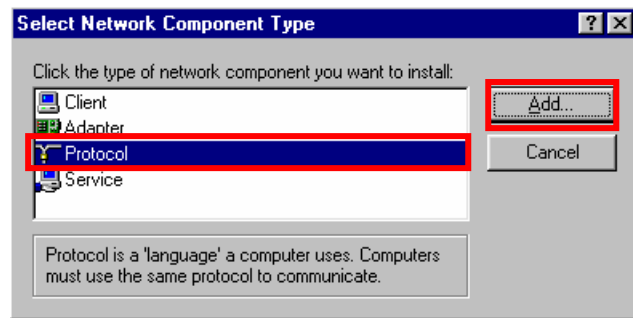 Select Network Component Type
Click the type of network component you want to install:
Client
Add...
Adapter
Protocol
Cancel
Service
Protocol is a 'language' a computer uses. Computers
must use the same protocol to communicate.